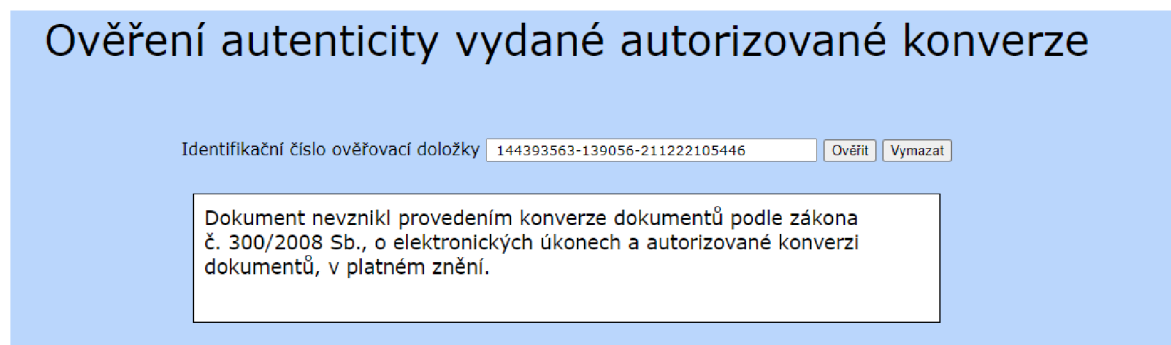 Ověření autenticity vydané autorizované konverze
Identifikační číslo ověřovací doložky 144393563-139056-211222105446 Ověřit Vymazat
Dokument nevznikl provedením konverze dokumentů podle zákona
č. 300/2008 Sb., o elektronických úkonech a autorizované konverzi
dokumentů, v platném znění.